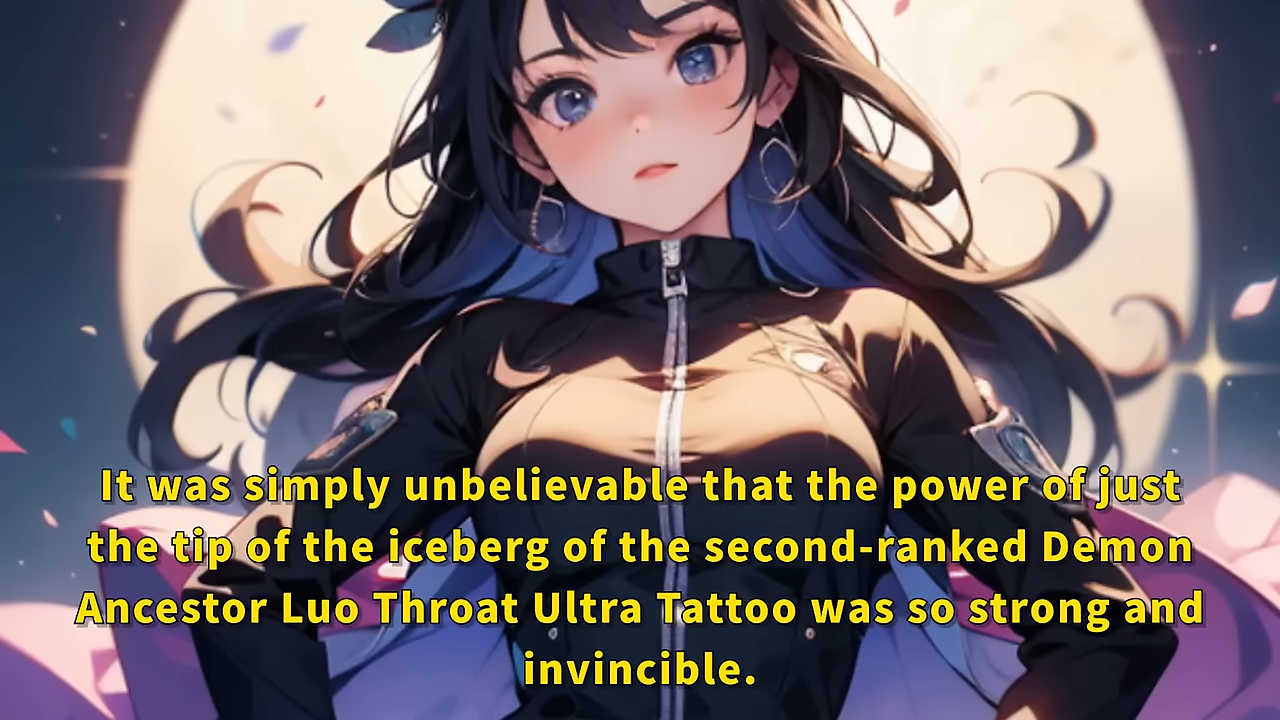 It was simply unbelievable that the power of just
the tip of the iceberg of the second-ranked Demon
Ancestor Luo Throat Ultra Tattoo was so strong and
invincible.